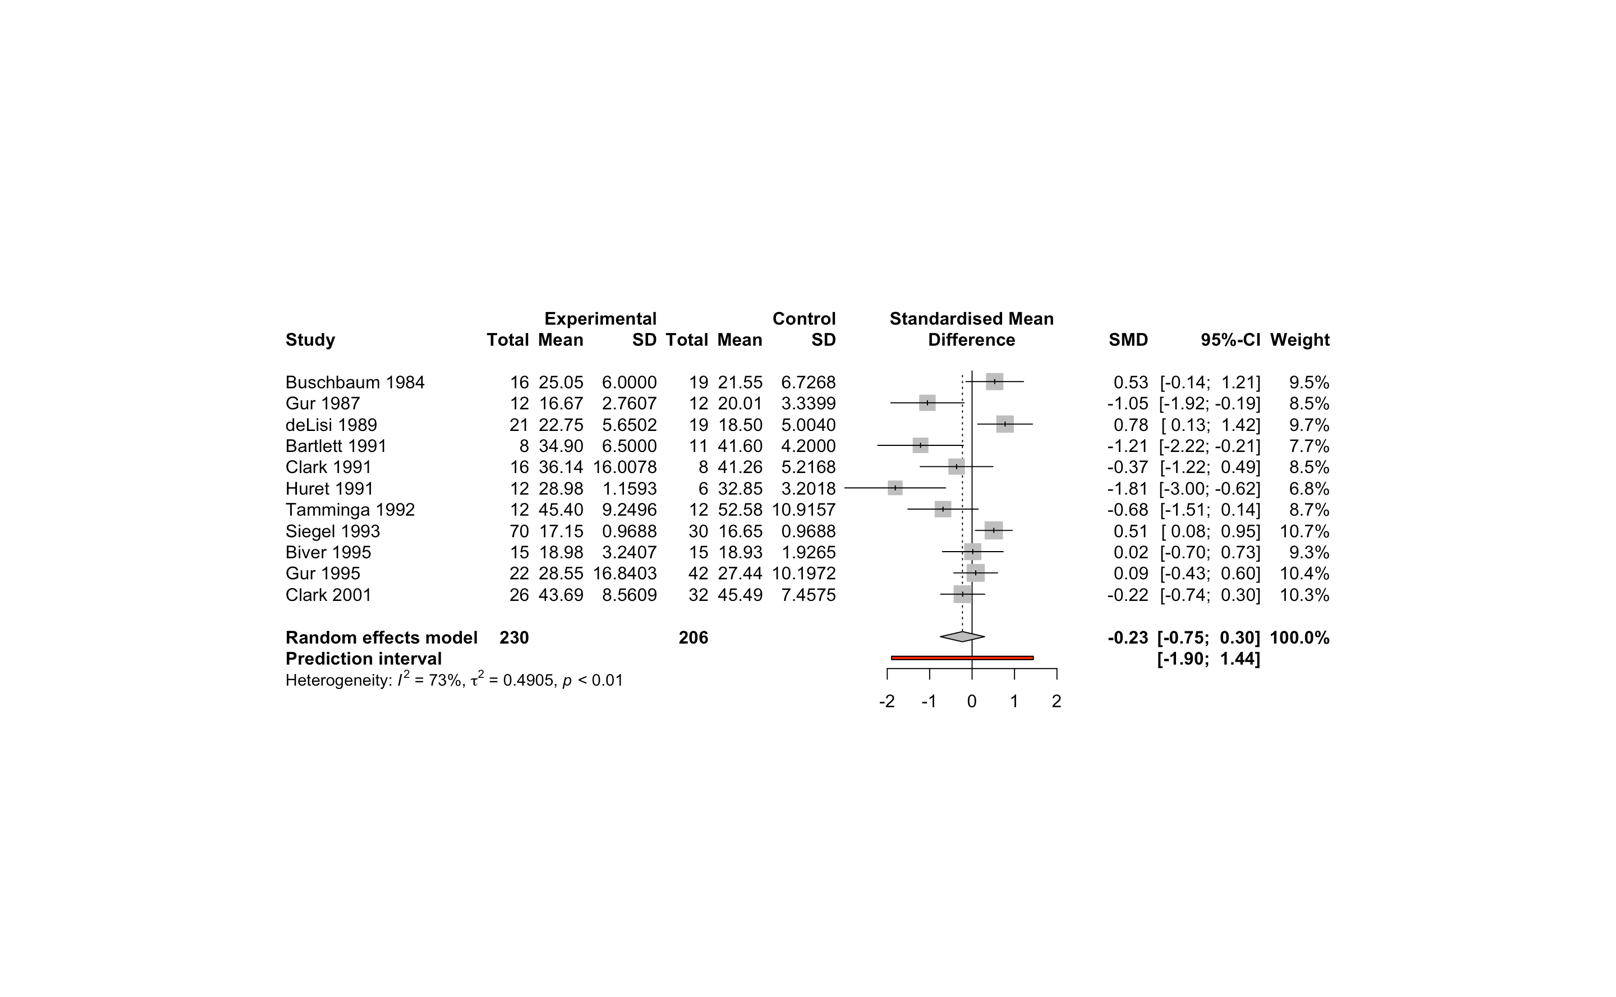 Experimental Control Standardised Mean
Study Total Mean SD Total Mean SD Difference SMD 95%-CI Weight
Buschbaum 1984 16 25.05 6.0000 19 21.55 6.7268 0.53 [-0.14; 1.21] 9.5%
Gur 1987 12 16.67 2.7607 12 20.01 3.3399 -1.05 [-1.92; -0.19] 8.5%
deLisi 1989 21 22.75 5.6502 19 18.50 5.0040 0.78 [ 0.13; 1.42] 9.7%
Bartlett 1991 8 34.90 6.5000 11 41.60 4.2000 -1.21 [-2.22; -0.21] 7.7%
Clark 1991 16 36.14 16.0078 8 41.26 5.2168 -0.37 [-1.22; 0.49] 8.5%
Huret 1991 12 28.98 1.1593 6 32.85 3.2018 -1.81 [-3.00; -0.62] 6.8%
Tamminga 1992 12 45.40 9.2496 12 52.58 10.9157 -0.68 [-1.51; 0.14] 8.7%
Siegel 1993 70 17.15 0.9688 30 16.65 0.9688 0.51 [ 0.08; 0.95] 10.7%
Biver 1995 15 18.98 3.2407 15 18.93 1.9265 0.02 [-0.70; 0.73] 9.3%
Gur 1995 22 28.55 16.8403 42 27.44 10.1972 0.09 [-0.43; 0.60] 10.4%
Clark 2001 26 43.69 8.5609 32 45.49 7.4575 -0.22 [-0.74; 0.30] 10.3%
Random effects model 230 206 -0.23 [-0.75; 0.30] 100.0%
Prediction interval [-1.90; 1.44]
Heterogeneity: I² = 73%, τ² = 0.4905, p < 0.01
-2 -1 0 1 2